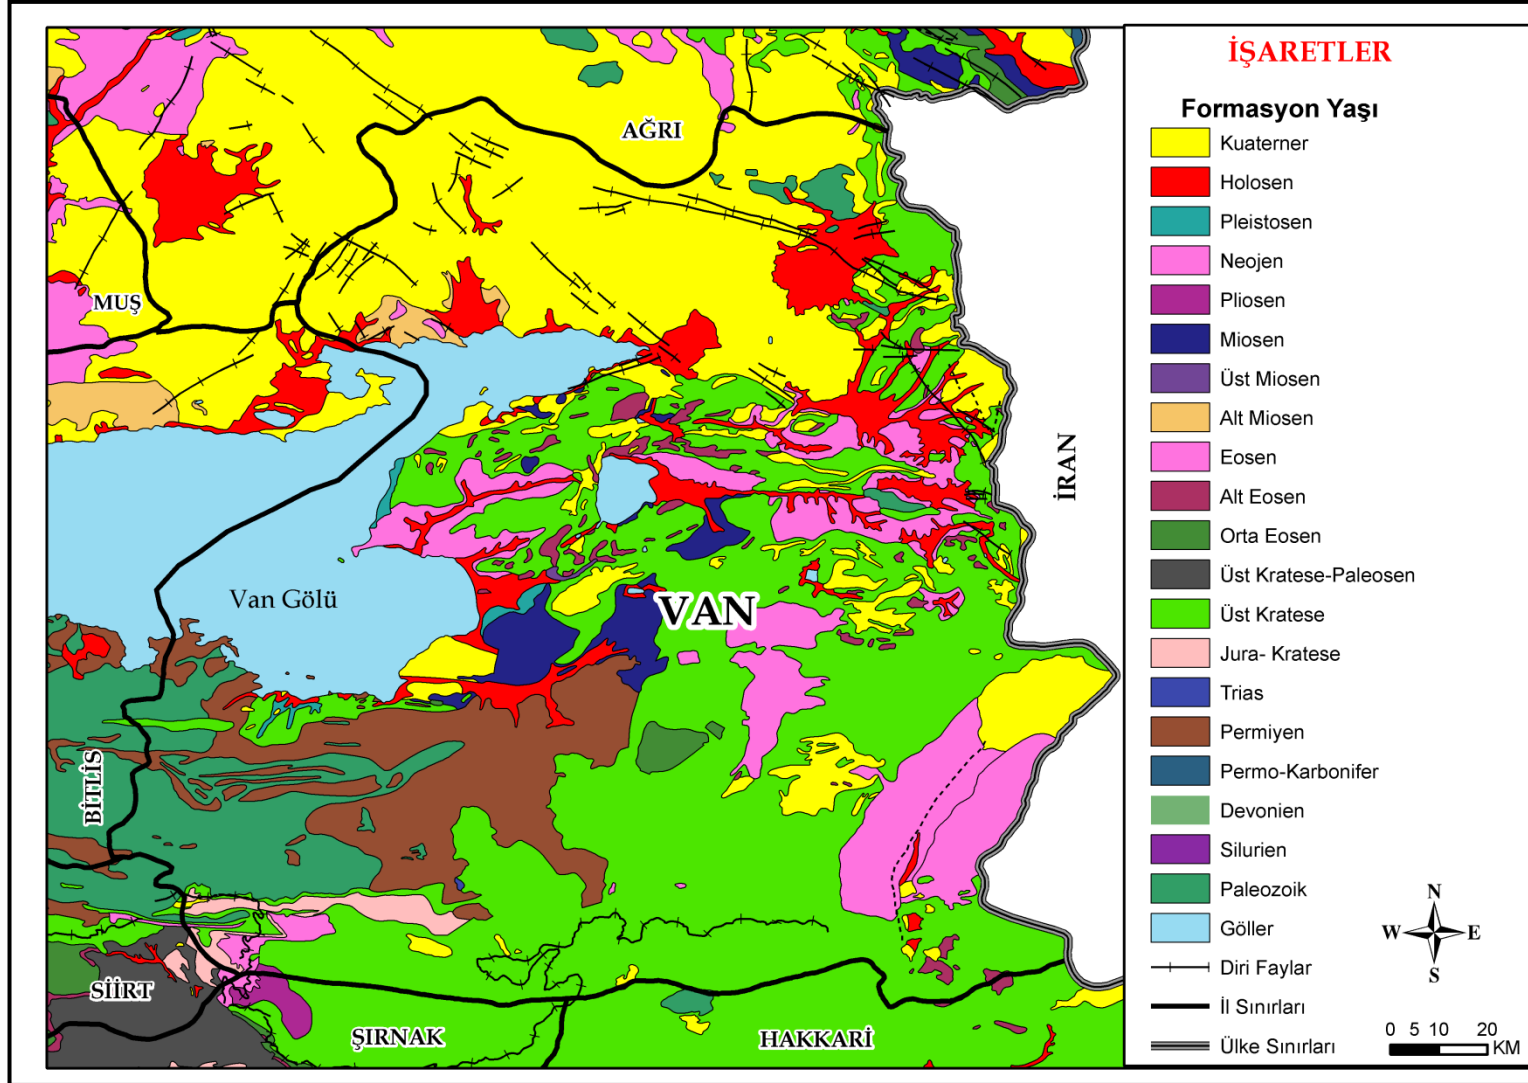 AĞRI
MUŞ
Van Gölü
VAN
İRAN
BİTLİS
SİİRT
ŞIRNAK
HAKKARİ
İŞARETLER
Formasyon Yaşı
Kuaterner
Holosen
Pleistosen
Neojen
Pliosen
Miosen
Üst Miosen
Alt Miosen
Eosen
Alt Eosen
Orta Eosen
Üst Kratese-Paleosen
Üst Kratese
Jura- Kratese
Trias
Permiyen
Permo-Karbonifer
Devonien
Silurien
Paleozoik
Göller
Diri Faylar
İl Sınırları
Ülke Sınırları
N
W E
S
0 5 10 20
KM